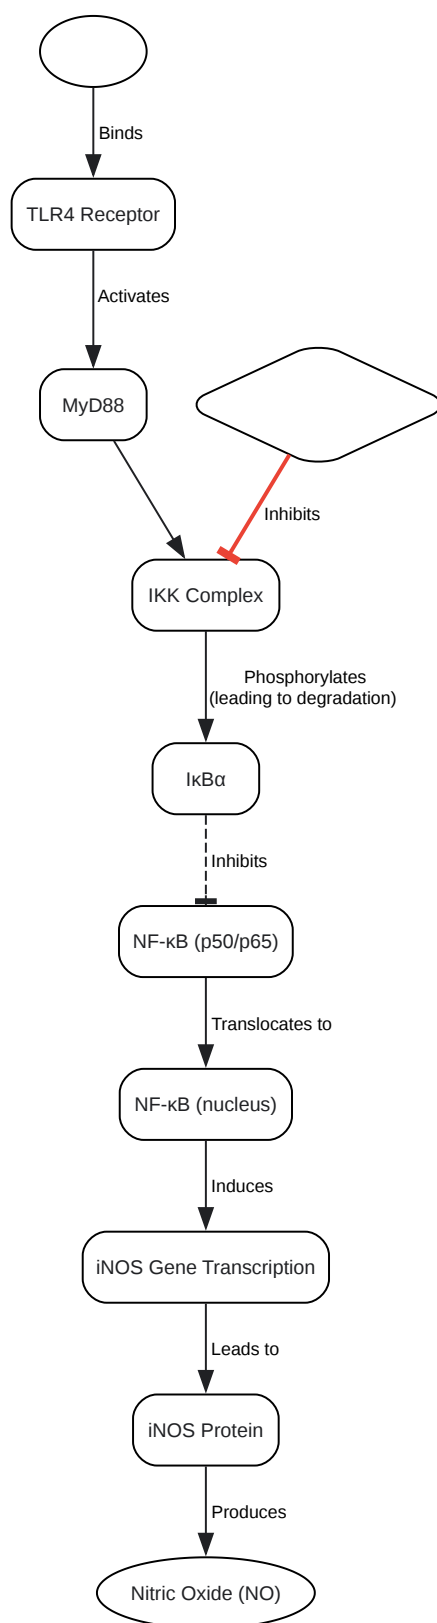 Binds
TLR4 Receptor
Activates
MyD88
Inhibits
IKK Complex
Phosphorylates
(leading to degradation)
IκBα
Inhibits
NF-κB (p50/p65)
Translocates to
NF-κB (nucleus)
Induces
iNOS Gene Transcription
Leads to
iNOS Protein
Produces
Nitric Oxide (NO)